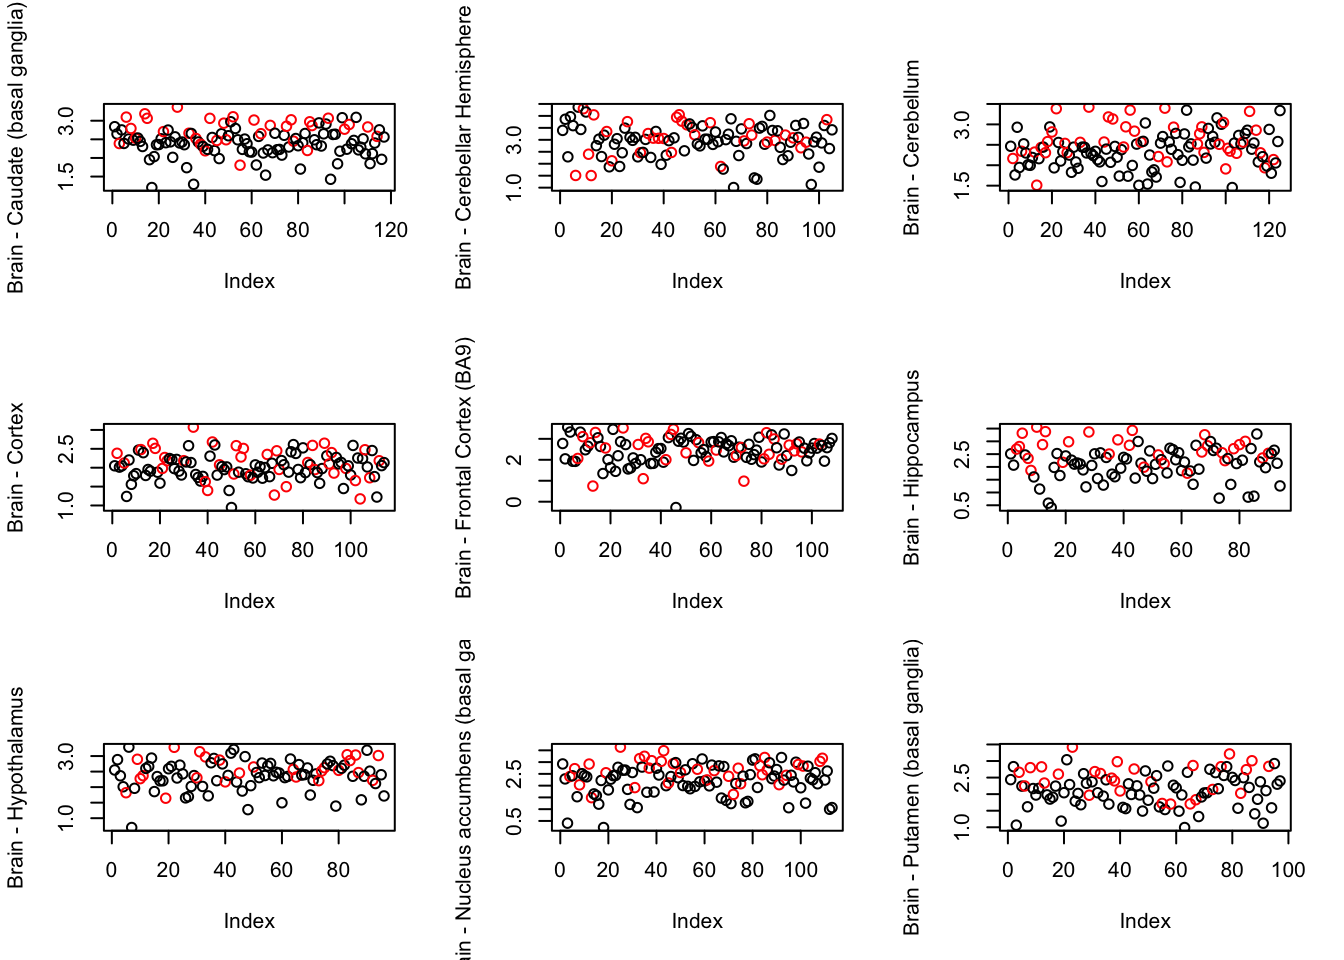 Brain - Caudate (basal ganglia)
1.5 3.0
0 20 40 60 80 120
Index
Brain - Cerebellar Hemisphere
1.0 3.0
0 20 40 60 80 100
Index
Brain - Cerebellum
1.5 3.0
0 20 40 60 80 120
Index
Brain - Cortex
1.0 2.5
0 20 40 60 80 100
Index
Brain - Frontal Cortex (BA9)
0 2
0 20 40 60 80 100
Index
Brain - Hippocampus
0.5 2.5
0 20 40 60 80
Index
Brain - Hypothalamus
1.0 3.0
0 20 40 60 80
Index
ain - Nucleus accumbens (basal ga
0.5 2.5
0 20 40 60 80 100
Index
Brain - Putamen (basal ganglia)
1.0 2.5
0 20 40 60 80 100
Index